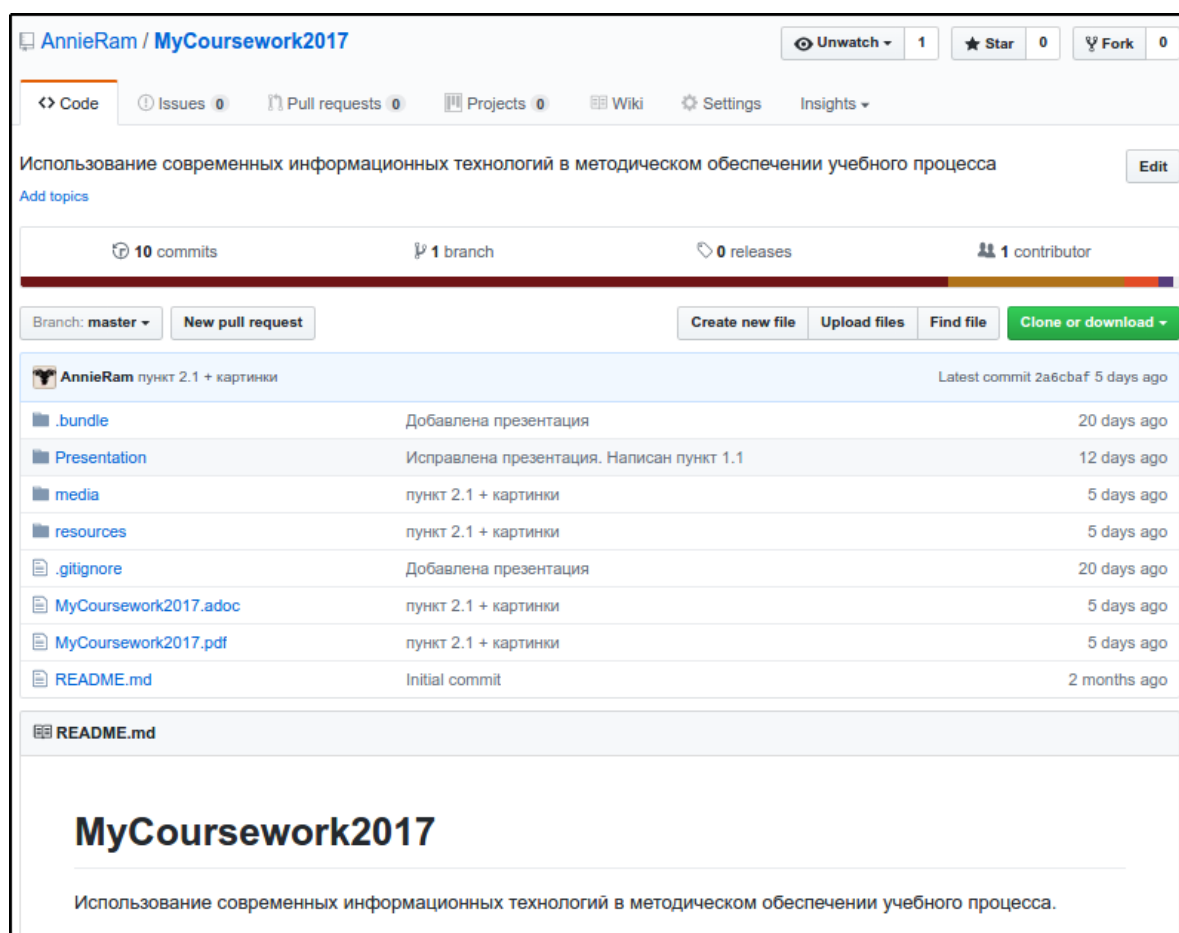 AnnieRam / MyCoursework2017 Unwatch 1 Star 0 Fork 0
Code Issues 0 Pull requests 0 Projects 0 Wiki Settings Insights
Использование современных информационных технологий в методическом обеспечении учебного процесса Edit
Add topics
10 commits 1 branch 0 releases 1 contributor
Branch: master New pull request Create new file Upload files Find file Clone or download
AnnieRam пункт 2.1 + картинки Latest commit 2a6cbaf 5 days ago
.bundle Добавлена презентация 20 days ago
Presentation Исправлена презентация. Написан пункт 1.1 12 days ago
media пункт 2.1 + картинки 5 days ago
resources пункт 2.1 + картинки 5 days ago
.gitignore Добавлена презентация 20 days ago
MyCoursework2017.adoc пункт 2.1 + картинки 5 days ago
MyCoursework2017.pdf пункт 2.1 + картинки 5 days ago
README.md Initial commit 2 months ago
README.md
MyCoursework2017
Использование современных информационных технологий в методическом обеспечении учебного процесса.